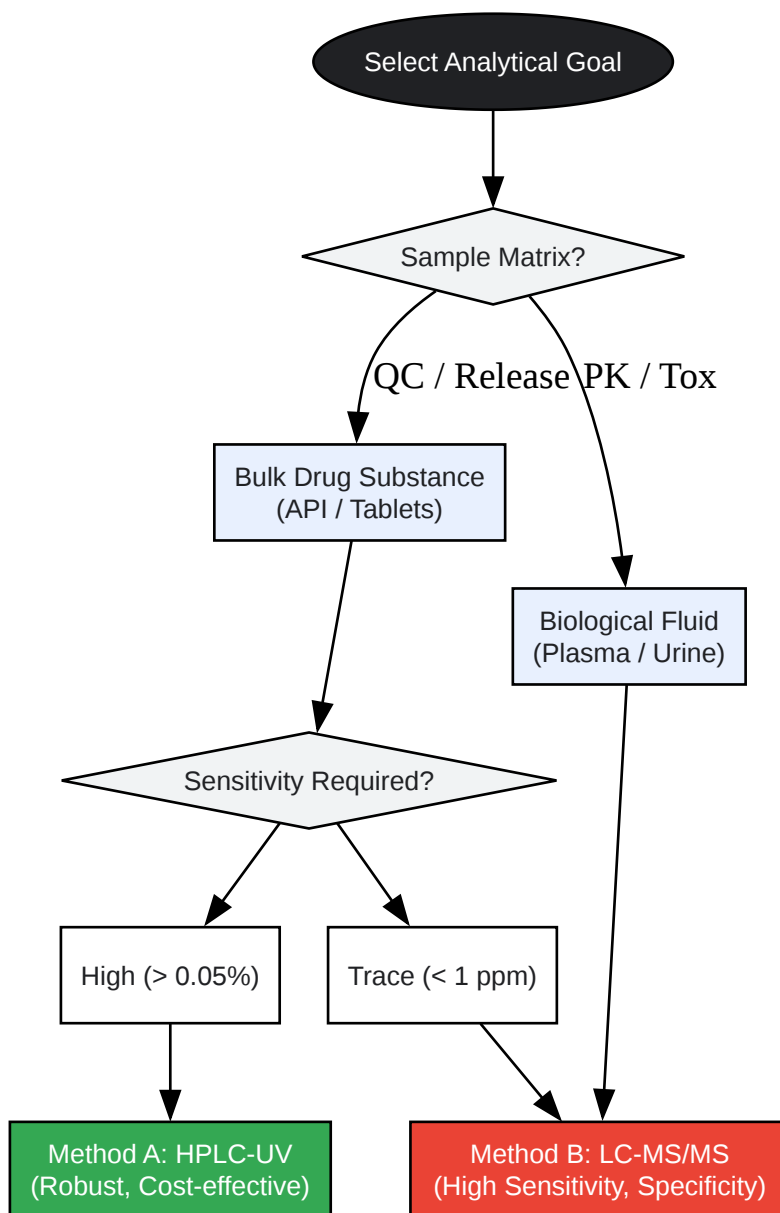 Select Analytical Goal
Sample Matrix?
QC / Release
PK / Tox
Bulk Drug Substance
(API / Tablets)
Biological Fluid
(Plasma / Urine)
Sensitivity Required?
High (> 0.05%)
Trace (< 1 ppm)
Method A: HPLC-UV
(Robust, Cost-effective)
Method B: LC-MS/MS
(High Sensitivity, Specificity)